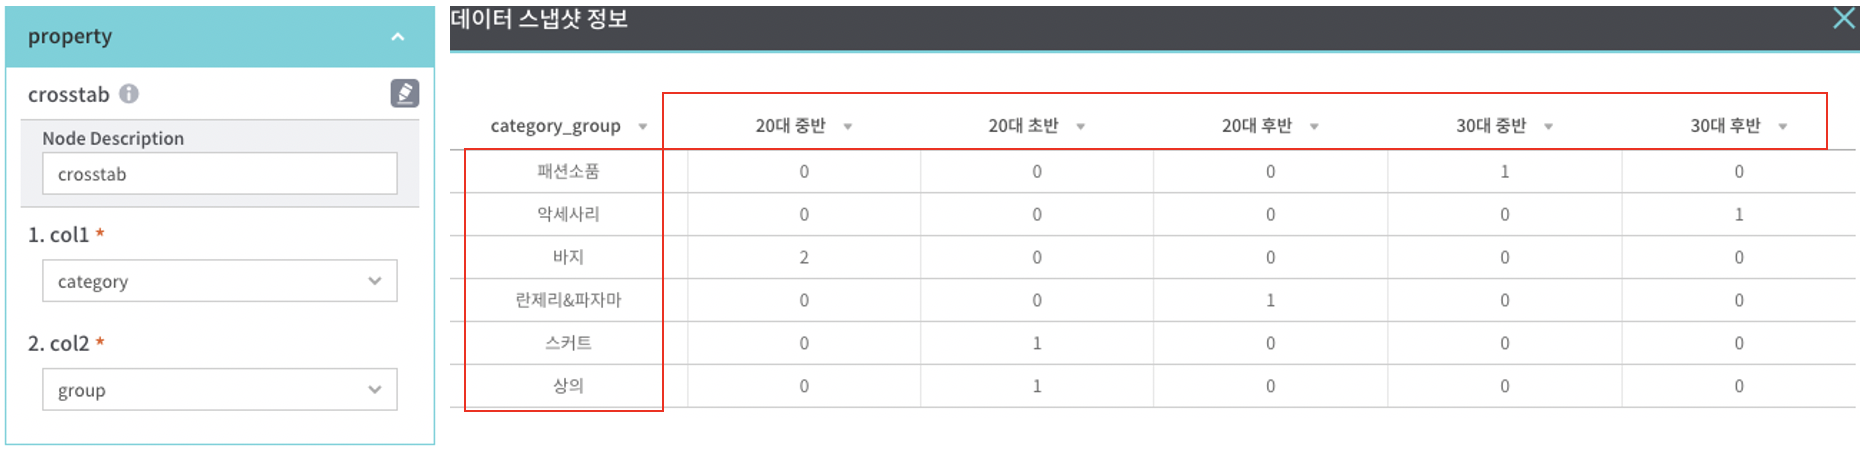 property
crosstab
Node Description
crosstab
1. col1 *
category
2. col2 *
group
데이터 스냅샷 정보
category_group 20대 중반 20대 초반 20대 후반 30대 중반 30대 후반
패션소품 0 0 0 1 0
악세사리 0 0 0 0 1
바지 2 0 0 0 0
란제리&파자마 0 0 1 0 0
스커트 0 1 0 0 0
상의 0 1 0 0 0